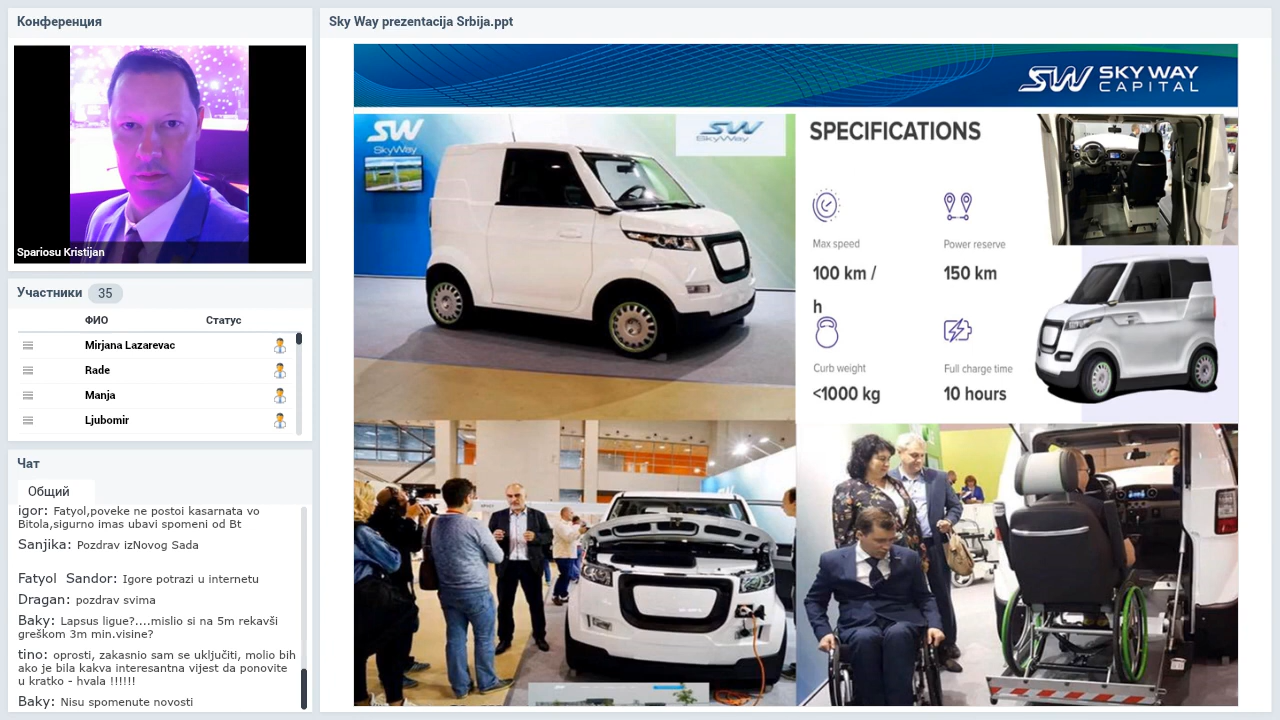 Конференция
Spariosu Kristijan
Участники 35
ФИО Статус
Mirjana Lazarevac
Rade
Manja
Ljubomir
Чат
Общий
igor: Fatyol,poveke ne postoi kasarnata vo
Bitola,sigurno imas ubavi spomeni od Bt
Sanjika: Pozdrav izNovog Sada
Fatyol Sandor: Igore potrazi u internetu
Dragan: pozdrav svima
Baky: Lapsus ligue?....mislio si na 5m rekavši
greškom 3m min.visine?
tino: oprosti, zakasnio sam se uključiti, molio bih
ako je bila kakva interesantna vijest da ponovite
u kratko - hvala !!!!!!
Baky: Nisu spomenute novosti
Sky Way prezentacija Srbija.ppt
SW SKY WAY
CAPITAL
SW
SkyWay
SW
SkyWay
SPECIFICATIONS
Max speed
100 km /
h
Power reserve
150 km
Curb weight
<1000 kg
Full charge time
10 hours